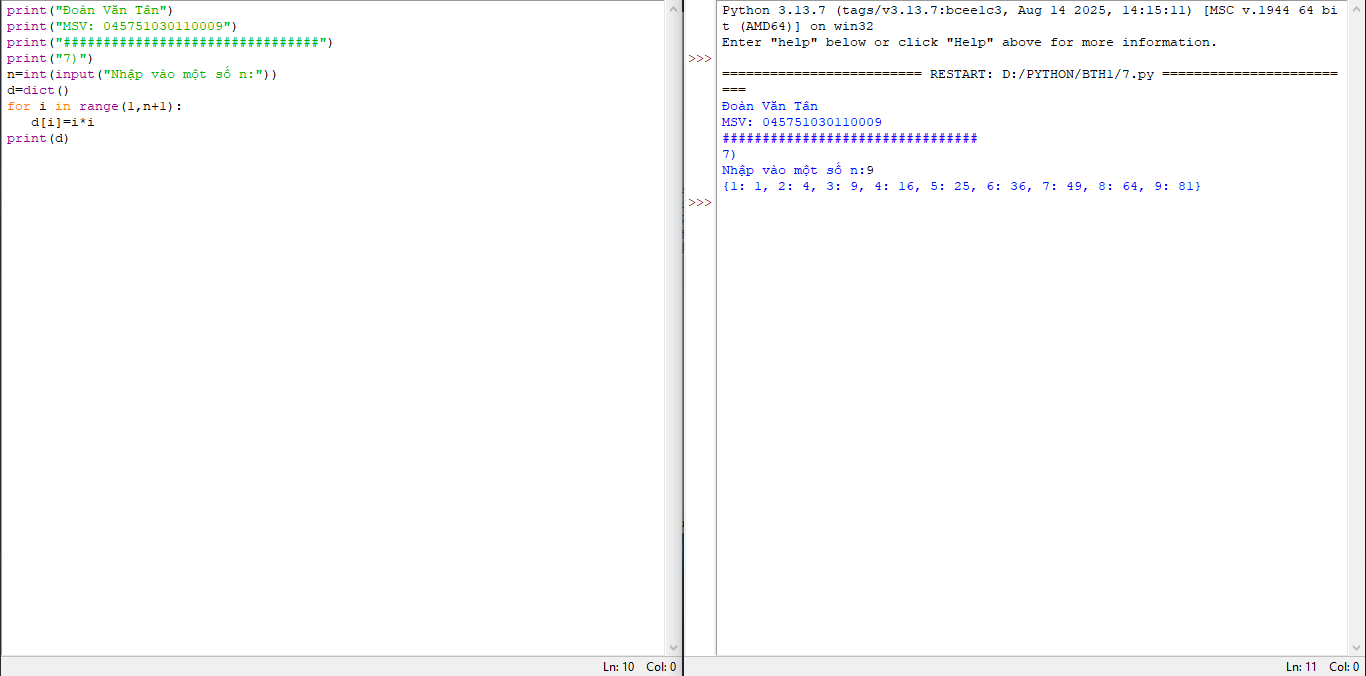 print("Đoàn Văn Tân")
print("MSV: 045751030110009")
print("################################")
print("7)")
n=int(input("Nhập vào một số n:"))
d=dict()
for i in range(1,n+1):
   d[i]=i*i
print(d)
Ln: 10 Col: 0
Python 3.13.7 (tags/v3.13.7:bcee1c3, Aug 14 2025, 14:15:11) [MSC v.1944 64 bi
t (AMD64)] on win32
Enter "help" below or click "Help" above for more information.
>>>
========================= RESTART: D:/PYTHON/BTH1/7.py ======================
===
Đoàn Văn Tân
MSV: 045751030110009
################################
7)
Nhập vào một số n:9
{1: 1, 2: 4, 3: 9, 4: 16, 5: 25, 6: 36, 7: 49, 8: 64, 9: 81}
>>>
Ln: 11 Col: 0